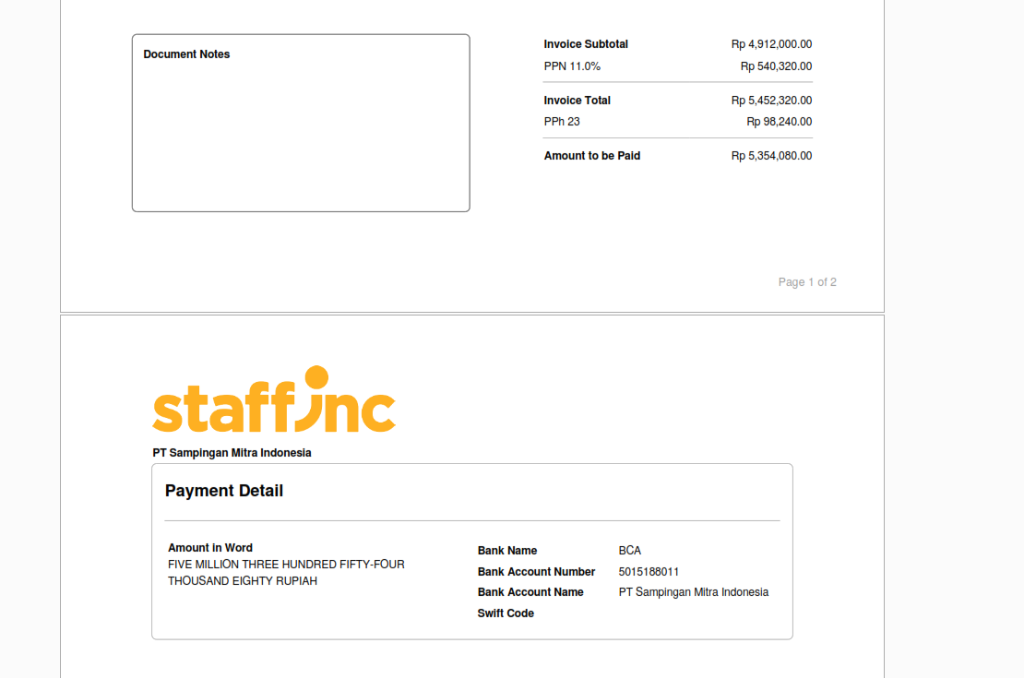 Document Notes
Invoice Subtotal Rp 4,912,000.00
PPN 11.0% Rp 540,320.00
Invoice Total Rp 5,452,320.00
PPh 23 Rp 98,240.00
Amount to be Paid Rp 5,354,080.00
Page 1 of 2
staffinc
PT Sampingan Mitra Indonesia
Payment Detail
Amount in Word
FIVE MILLION THREE HUNDRED FIFTY-FOUR
THOUSAND EIGHTY RUPIAH
Bank Name BCA
Bank Account Number 5015188011
Bank Account Name PT Sampingan Mitra Indonesia
Swift Code